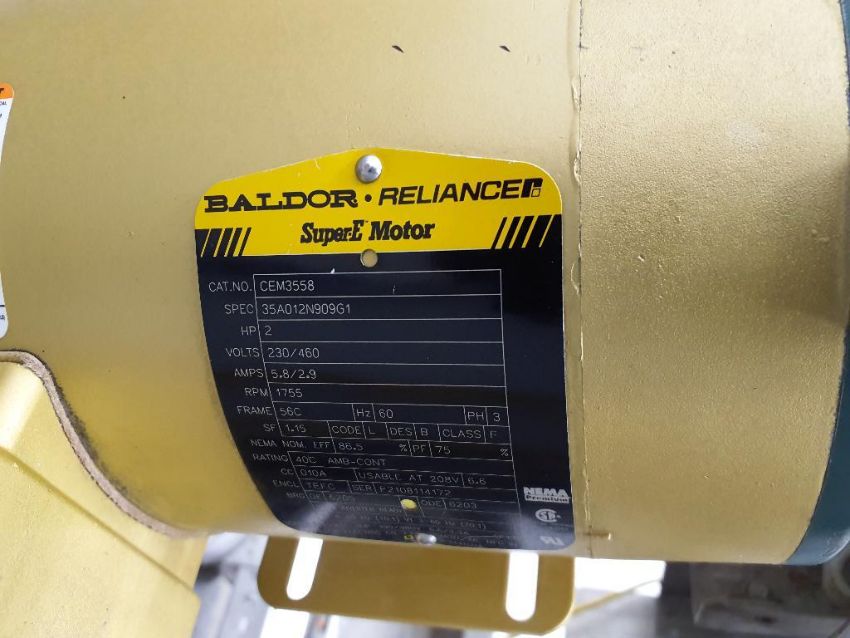 BALDOR · RELIANCE
Super-E™ Motor
CAT.NO. CEM3558
SPEC 35A012N909G1
HP 2
VOLTS 230/460
AMPS 5.8/2.9
RPM 1755
FRAME 56C Hz 60 PH 3
SF 1.15 CODE L DES B CLASS F
NEMA NOM. EFF 86.5 % PF 75 %
RATING 40C AMB-CONT
CC 010A USABLE AT 208V 6.6
ENCL TEFC SER F2108114172
ODE 6203
NEMA
Premium